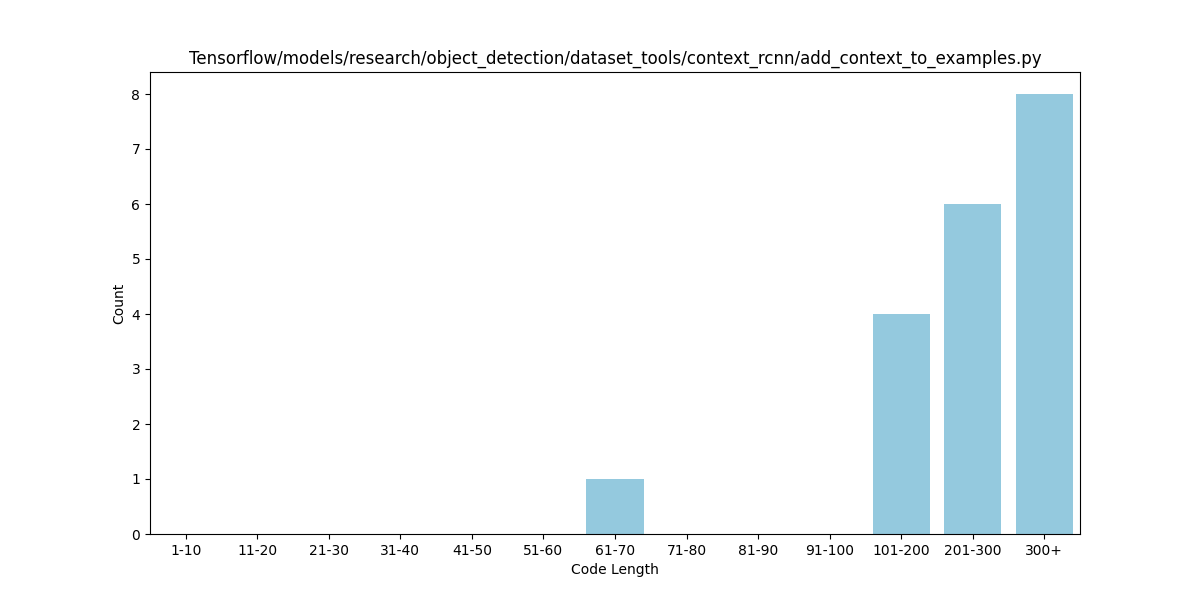 Tensorflow/models/research/object_detection/dataset_tools/context_rcnn/add_context_to_examples.py
8
7
6
5
4
3
2
1
0
Count
1-10 11-20 21-30 31-40 41-50 51-60 61-70 71-80 81-90 91-100 101-200 201-300 300+
Code Length